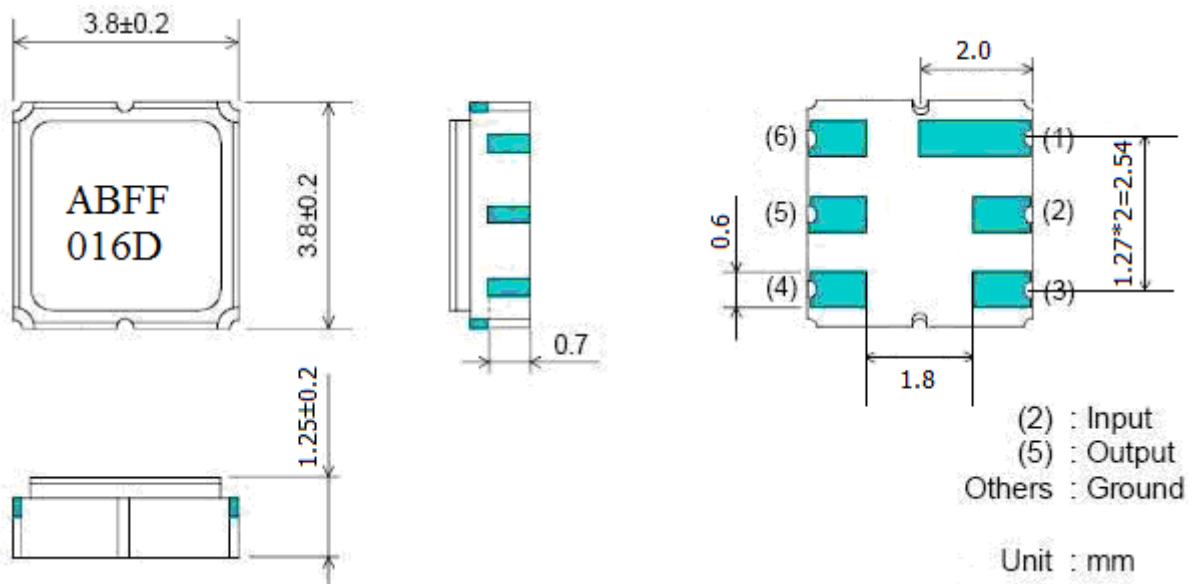 3.8±0.2
ABFF
016D
3.8±0.2
1.25±0.2
0.7
2.0
(6)
(1)
(5)
(2)
(4)
(3)
0.6
1.27*2=2.54
1.8
(2) : Input
(5) : Output
Others : Ground
Unit : mm